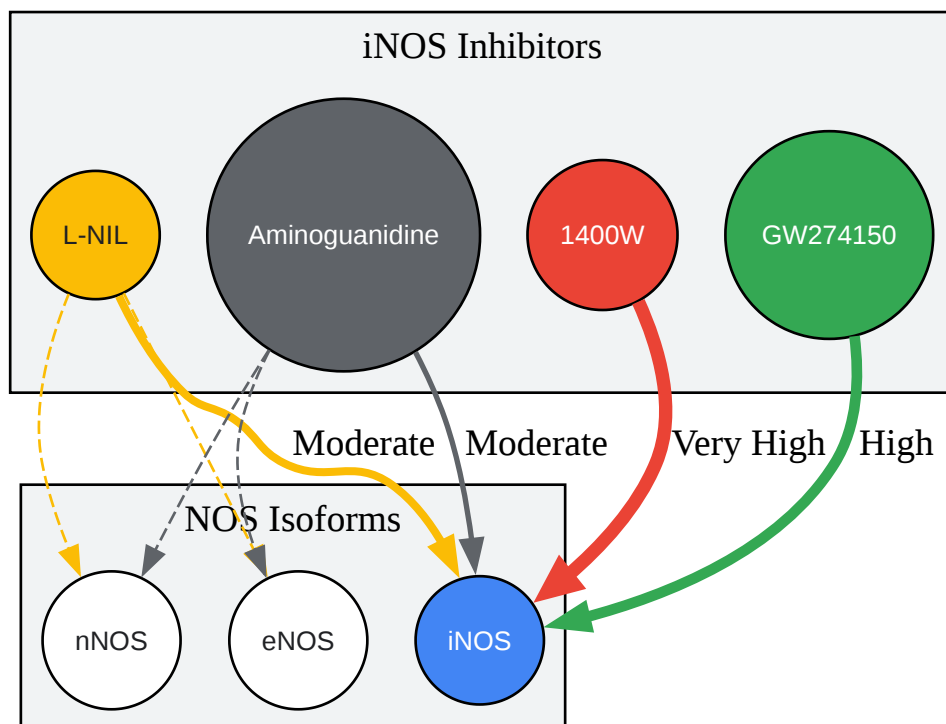 iNOS Inhibitors
L-NIL
Aminoguanidine
1400W
GW274150
Moderate
Moderate
Very High
High
NOS Isoforms
nNOS
eNOS
iNOS